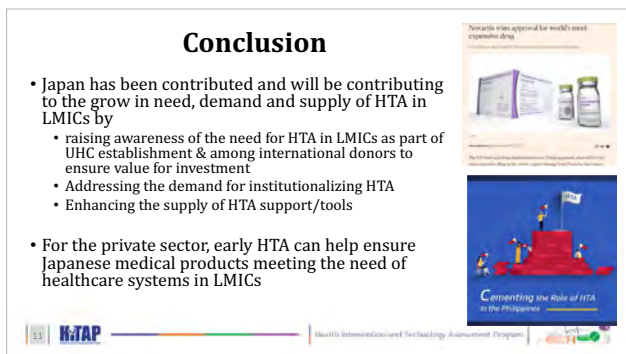 Conclusion
• Japan has been contributed and will be contributing
to the grow in need, demand and supply of HTA in
LMICs by
• raising awareness of the need for HTA in LMICs as part of
UHC establishment & among international donors to
ensure value for investment
• Addressing the demand for institutionalizing HTA
• Enhancing the supply of HTA support/tools
• For the private sector, early HTA can help ensure
Japanese medical products meeting the need of
healthcare systems in LMICs
Novartis wins approval for world's most
expensive drug
HTA
Cementing the Role of HTA
in the Philippines
11
HITAP
Health Intervention and Technology Assessment Program